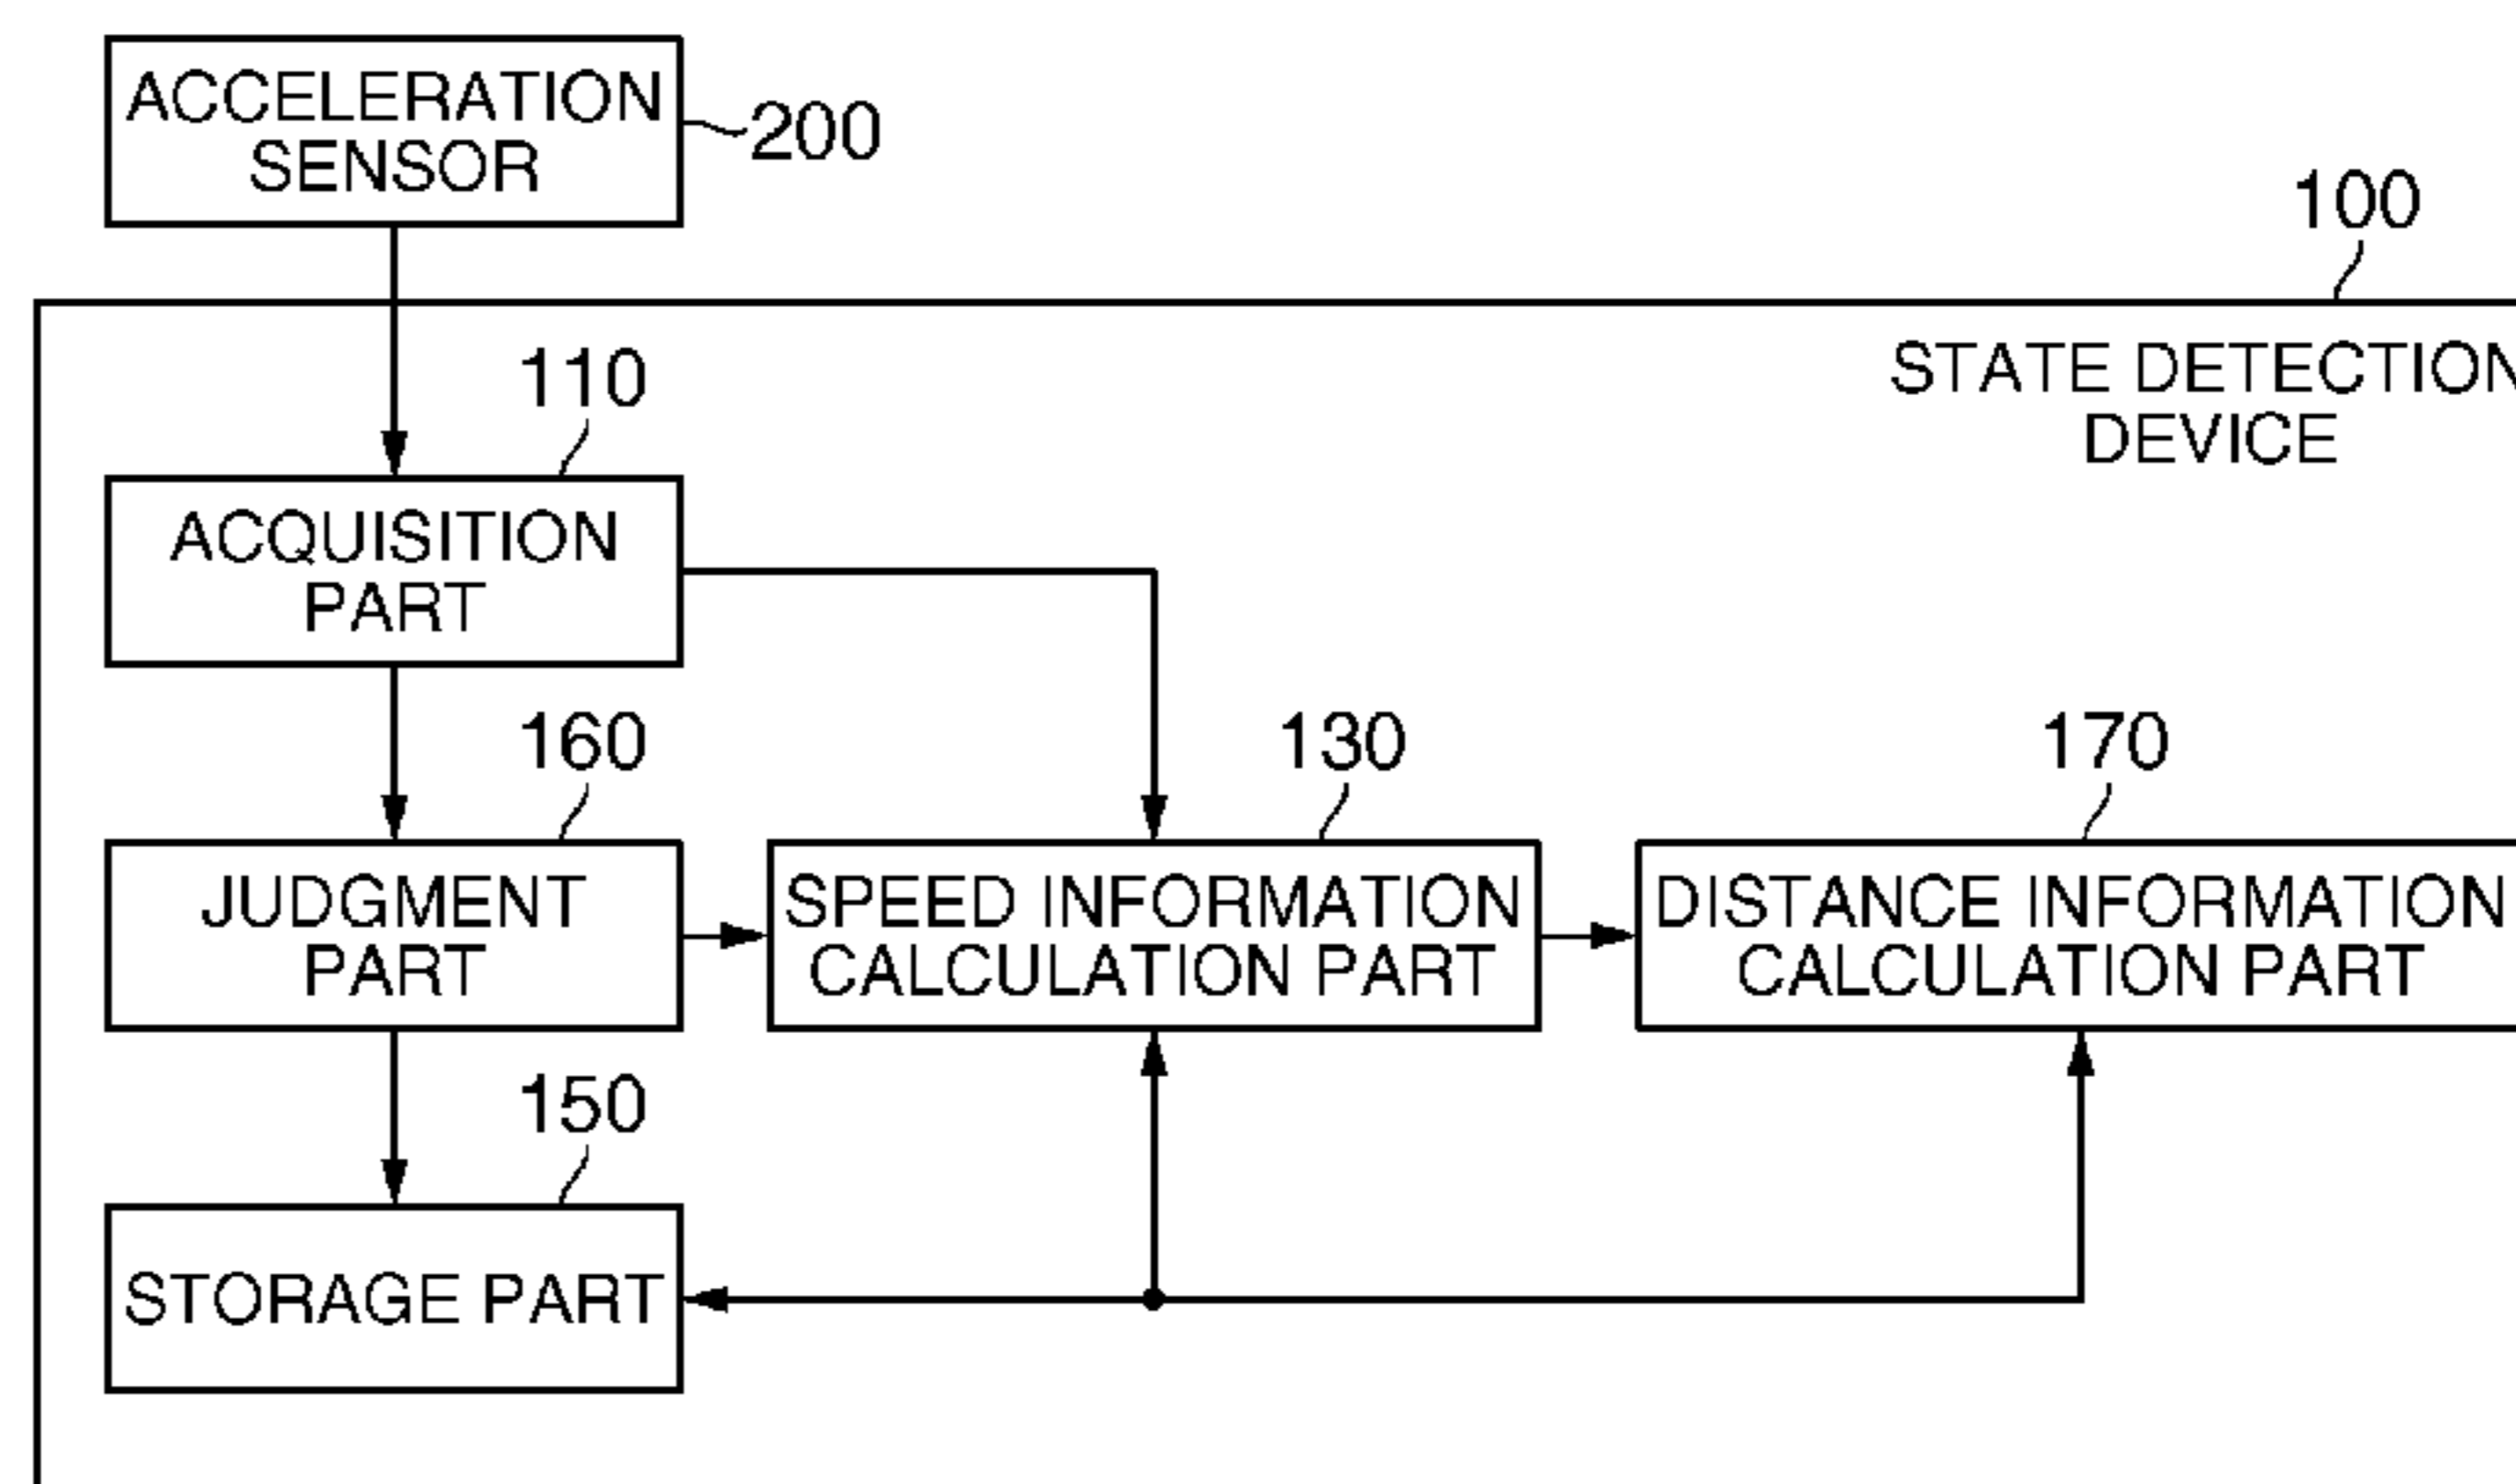 ACCELERATION
SENSOR
200
100
STATE DETECTION
DEVICE
110
ACQUISITION
PART
160
130
170
JUDGMENT
PART
SPEED INFORMATION
CALCULATION PART
DISTANCE INFORMATION
CALCULATION PART
150
STORAGE PART